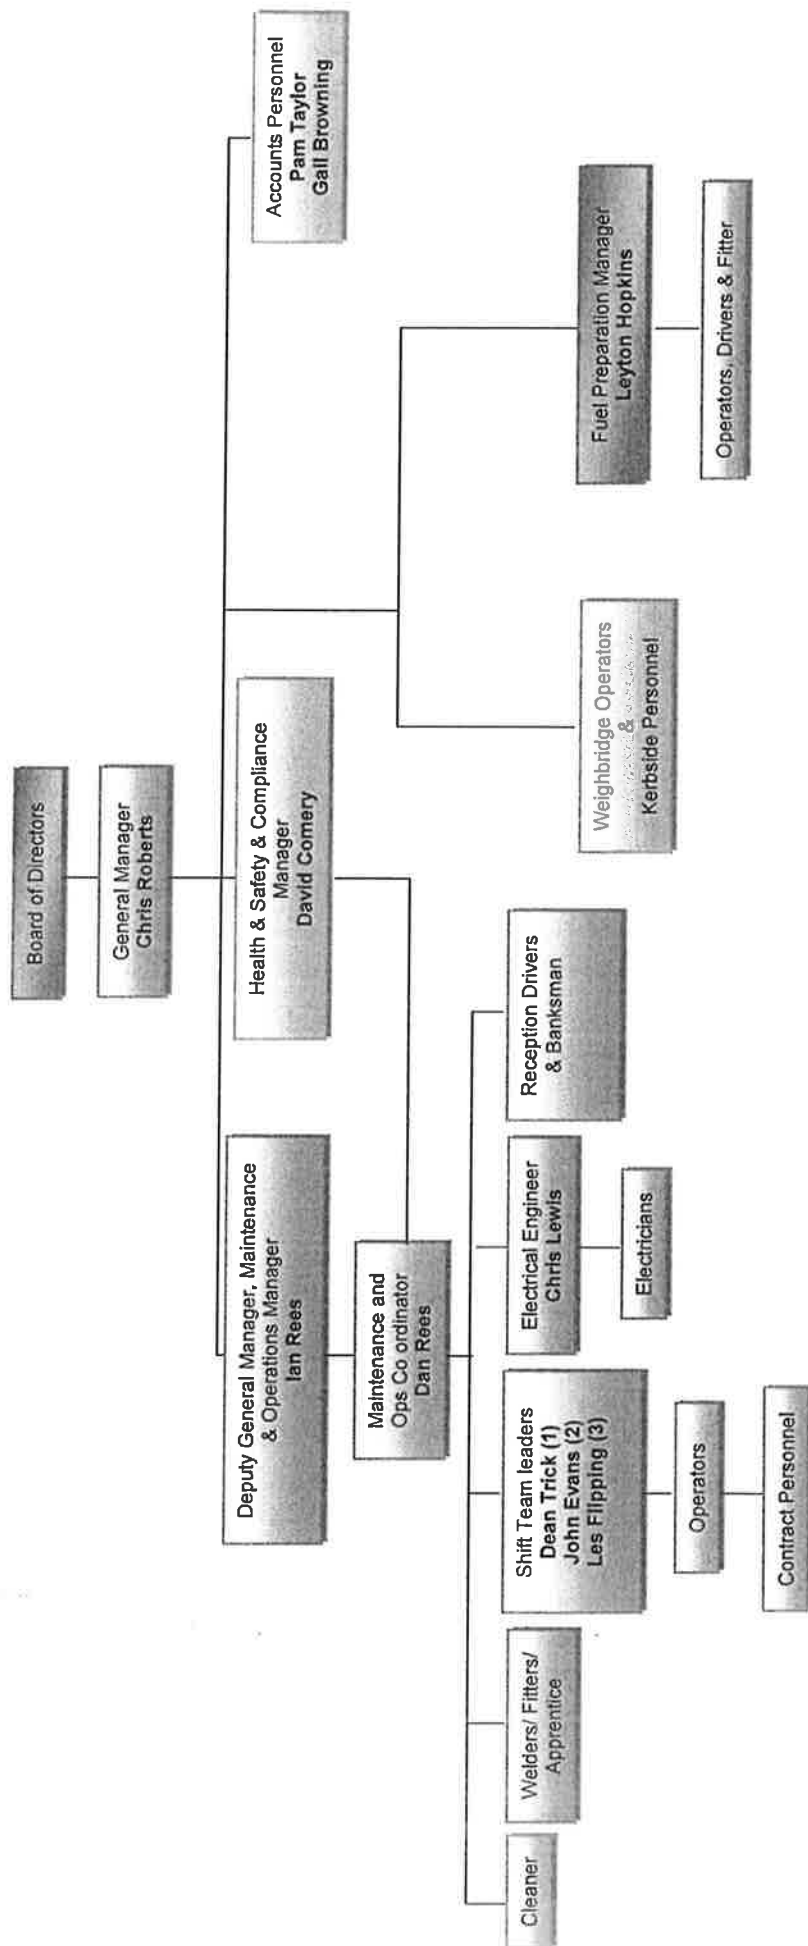 Board of Directors
General Manager
Chris Roberts
Deputy General Manager, Maintenance
& Operations Manager
Ian Rees
Health & Safety & Compliance
Manager
David Comery
Accounts Personnel
Pam Taylor
Gail Browning
Maintenance and
Ops Co ordinator
Dan Rees
Cleaner
Welders/ Fitters/
Apprentice
Shift Team leaders
Dean Trick (1)
John Evans (2)
Les Flipping (3)
Electrical Engineer
Chris Lewis
Reception Drivers
& Banksman
Weighbridge Operators
&
Kerbside Personnel
Fuel Preparation Manager
Leyton Hopkins
Operators
Electricians
Operators, Drivers & Fitter
Contract Personnel